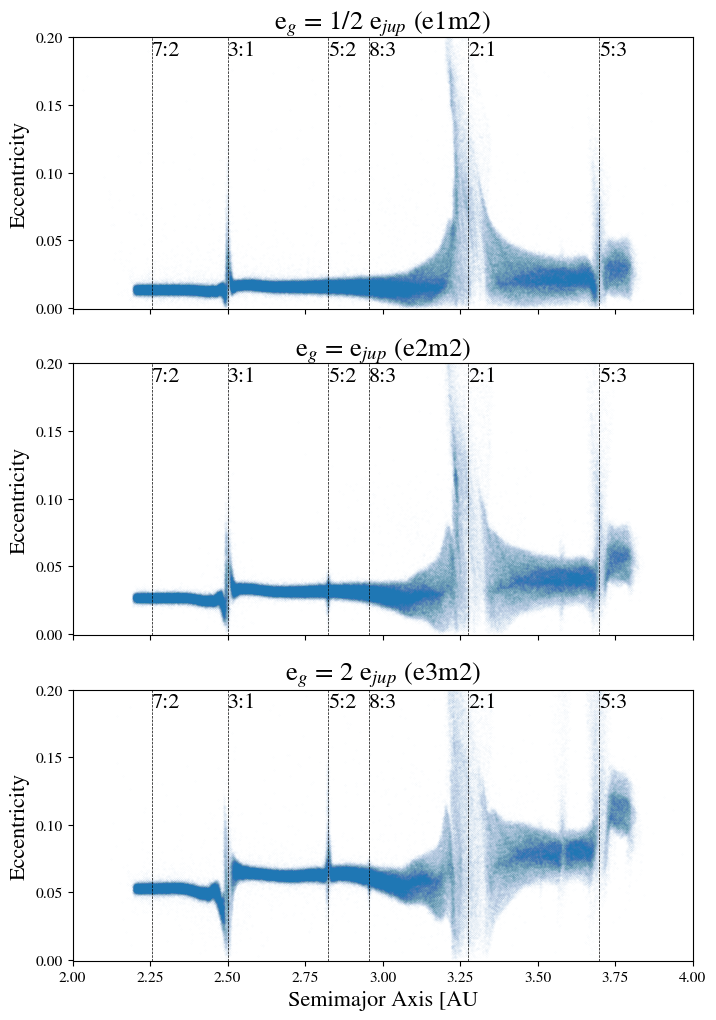 e_g = 1/2 e_jup (e1m2)
0.20
7:2 3:1 5:2 8:3 2:1 5:3
0.15
0.10
0.05
0.00
Eccentricity
e_g = e_jup (e2m2)
0.20
7:2 3:1 5:2 8:3 2:1 5:3
0.15
0.10
0.05
0.00
Eccentricity
e_g = 2 e_jup (e3m2)
0.20
7:2 3:1 5:2 8:3 2:1 5:3
0.15
0.10
0.05
0.00
Eccentricity
2.00 2.25 2.50 2.75 3.00 3.25 3.50 3.75 4.00
Semimajor Axis [AU